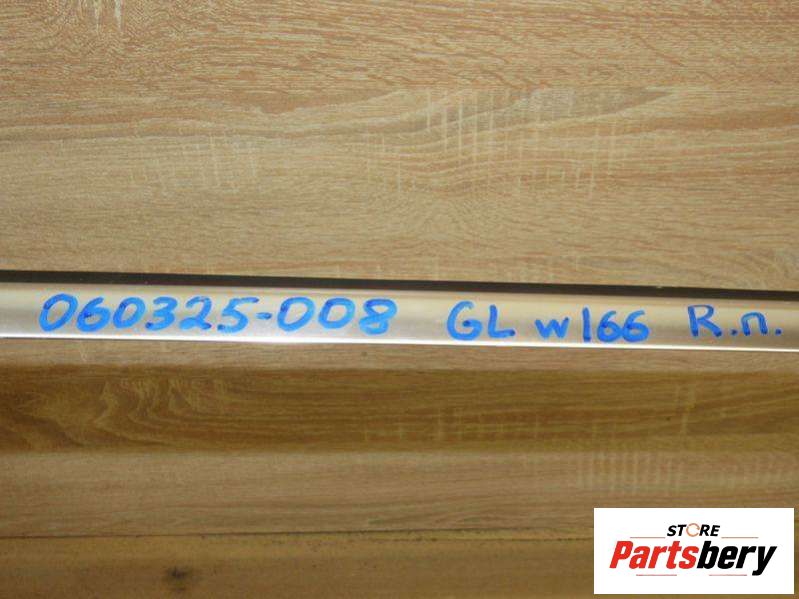 060325-008 GL w166 R.п.
STORE
Partsbery